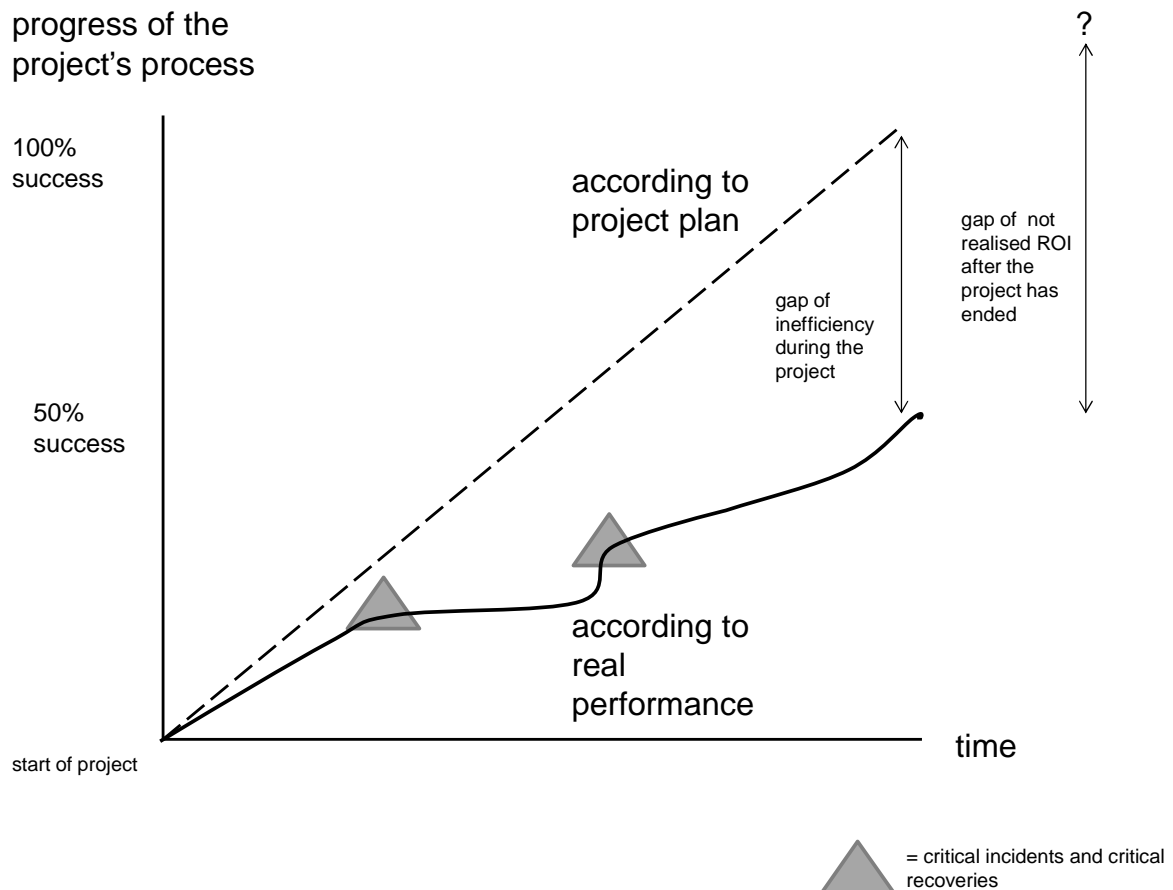 progress of the
project's process
?
100%
success
according to
project plan
gap of not
realised ROI
after the
project has
ended
gap of
inefficiency
during the
project
50%
success
according to
real
performance
time
start of project
= critical incidents and critical
recoveries